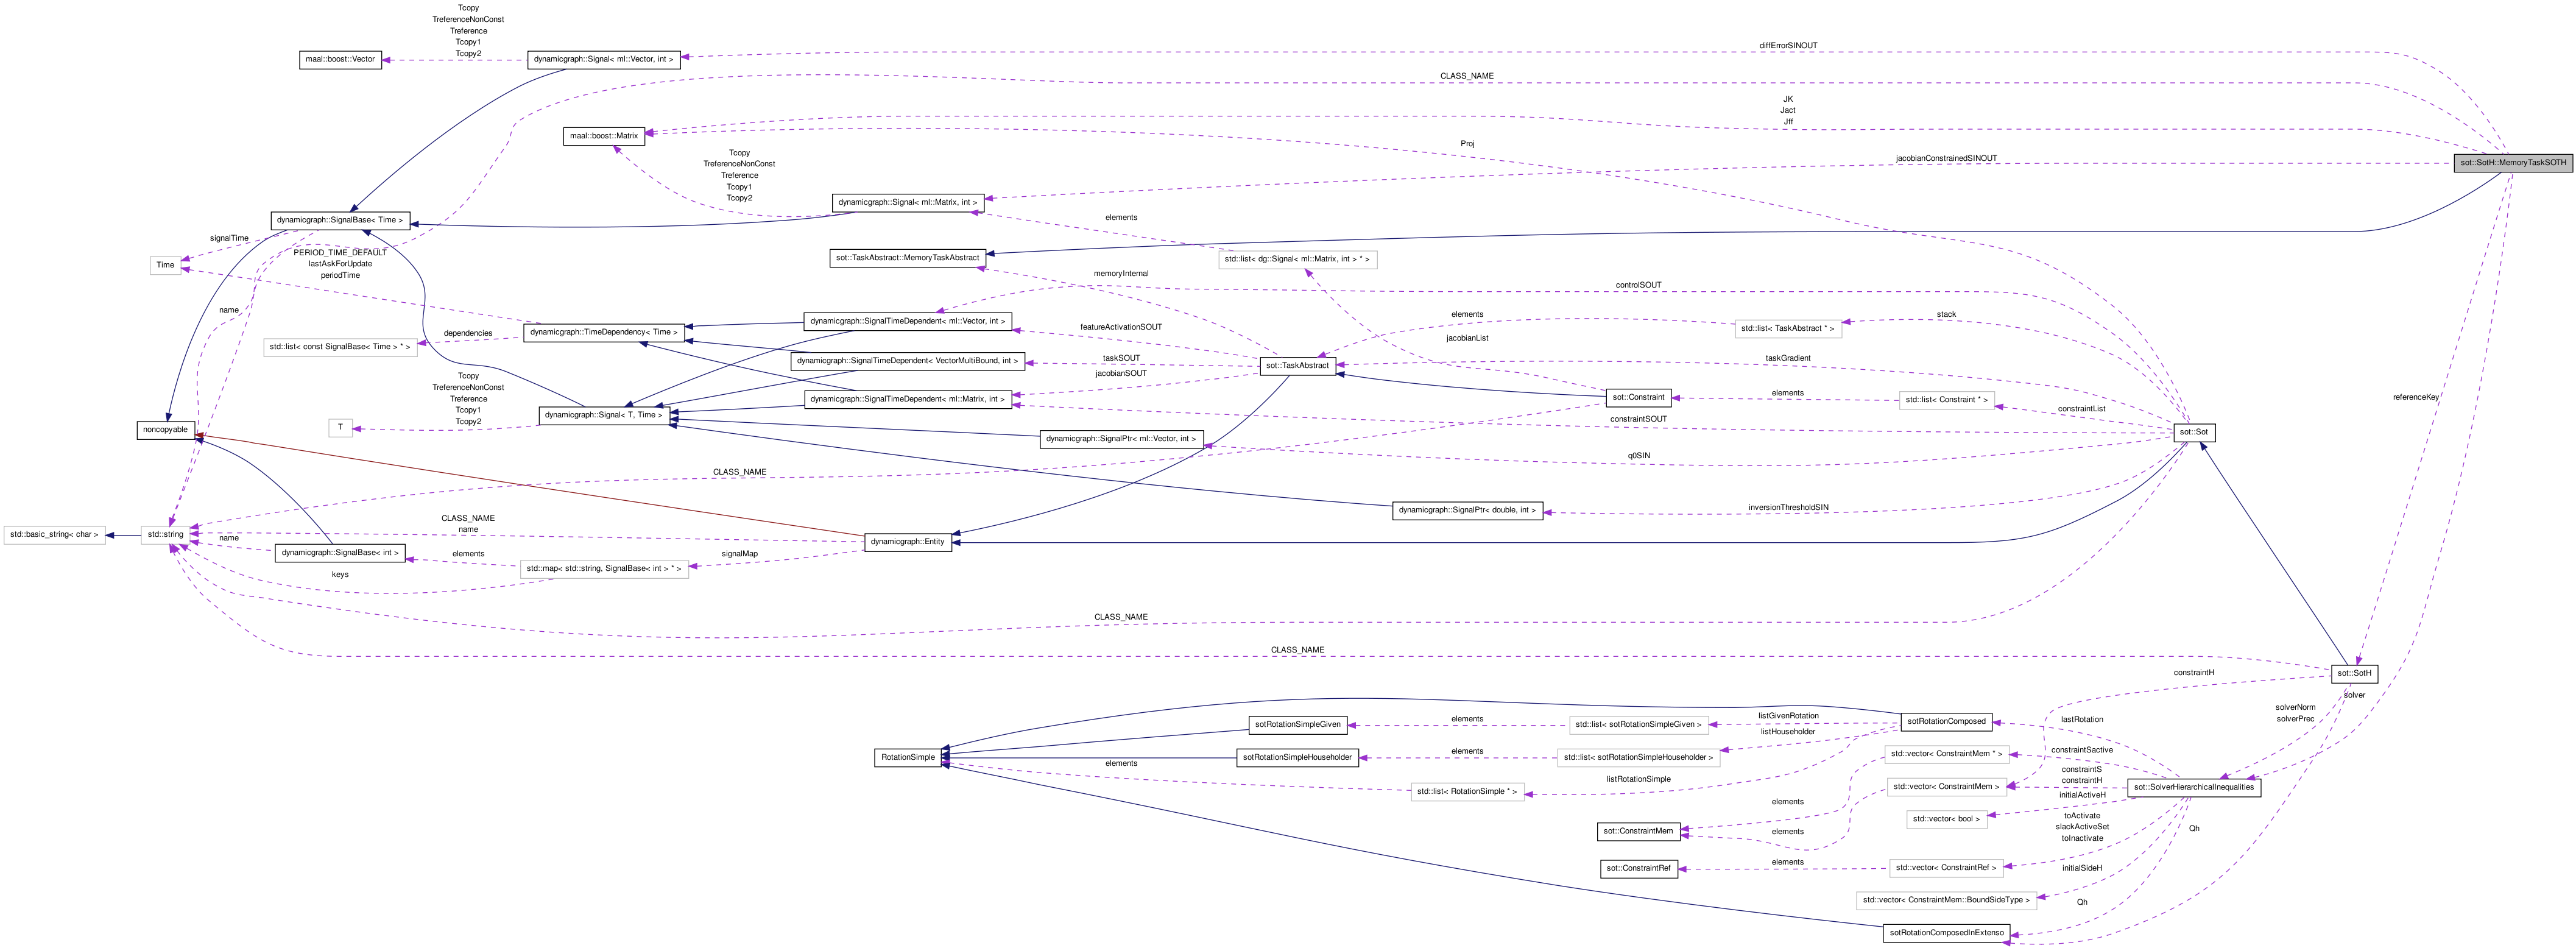 Tcopy
TreferenceNonConst
Treference
Tcopy1
Tcopy2
maal::boost::Vector
dynamicgraph::Signal< ml::Vector, int >
diffErrorSINOUT
CLASS_NAME
JK
Jact
Jff
maal::boost::Matrix
Proj
Tcopy
TreferenceNonConst
Treference
Tcopy1
Tcopy2
jacobianConstrainedSINOUT
sot::SotH::MemoryTaskSOTH
dynamicgraph::Signal< ml::Matrix, int >
dynamicgraph::SignalBase< Time >
elements
signalTime
PERIOD_TIME_DEFAULT
lastAskForUpdate
periodTime
Time
sot::TaskAbstract::MemoryTaskAbstract
std::list< dg::Signal< ml::Matrix, int > * >
memoryInternal
controlSOUT
name
dynamicgraph::SignalTimeDependent< ml::Vector, int >
dynamicgraph::TimeDependency< Time >
dependencies
featureActivationSOUT
elements
std::list< TaskAbstract * >
stack
std::list< const SignalBase< Time > * >
jacobianList
dynamicgraph::SignalTimeDependent< VectorMultiBound, int >
taskSOUT
sot::TaskAbstract
taskGradient
Tcopy
TreferenceNonConst
Treference
Tcopy1
Tcopy2
jacobianSOUT
dynamicgraph::SignalTimeDependent< ml::Matrix, int >
sot::Constraint
elements
std::list< Constraint * >
referenceKey
constraintList
dynamicgraph::Signal< T, Time >
T
constraintSOUT
noncopyable
sot::Sot
dynamicgraph::SignalPtr< ml::Vector, int >
q0SIN
CLASS_NAME
dynamicgraph::SignalPtr< double, int >
inversionThresholdSIN
CLASS_NAME
name
std::basic_string< char >
std::string
name
dynamicgraph::Entity
dynamicgraph::SignalBase< int >
elements
signalMap
keys
std::map< std::string, SignalBase< int > * >
CLASS_NAME
CLASS_NAME
sot::SotH
constraintH
solver
solverNorm
solverPrec
sotRotationSimpleGiven
elements
std::list< sotRotationSimpleGiven >
listGivenRotation
listHouseholder
sotRotationComposed
lastRotation
RotationSimple
sotRotationSimpleHouseholder
elements
std::list< sotRotationSimpleHouseholder >
elements
std::vector< ConstraintMem * >
constraintSactive
listRotationSimple
std::list< RotationSimple * >
constraintS
constraintH
std::vector< ConstraintMem >
sot::SolverHierarchicalInequalities
initialActiveH
elements
std::vector< bool >
toActivate
slackActiveSet
toInactivate
sot::ConstraintMem
elements
Qh
sot::ConstraintRef
elements
std::vector< ConstraintRef >
initialSideH
std::vector< ConstraintMem::BoundSideType >
Qh
sotRotationComposedInExtenso